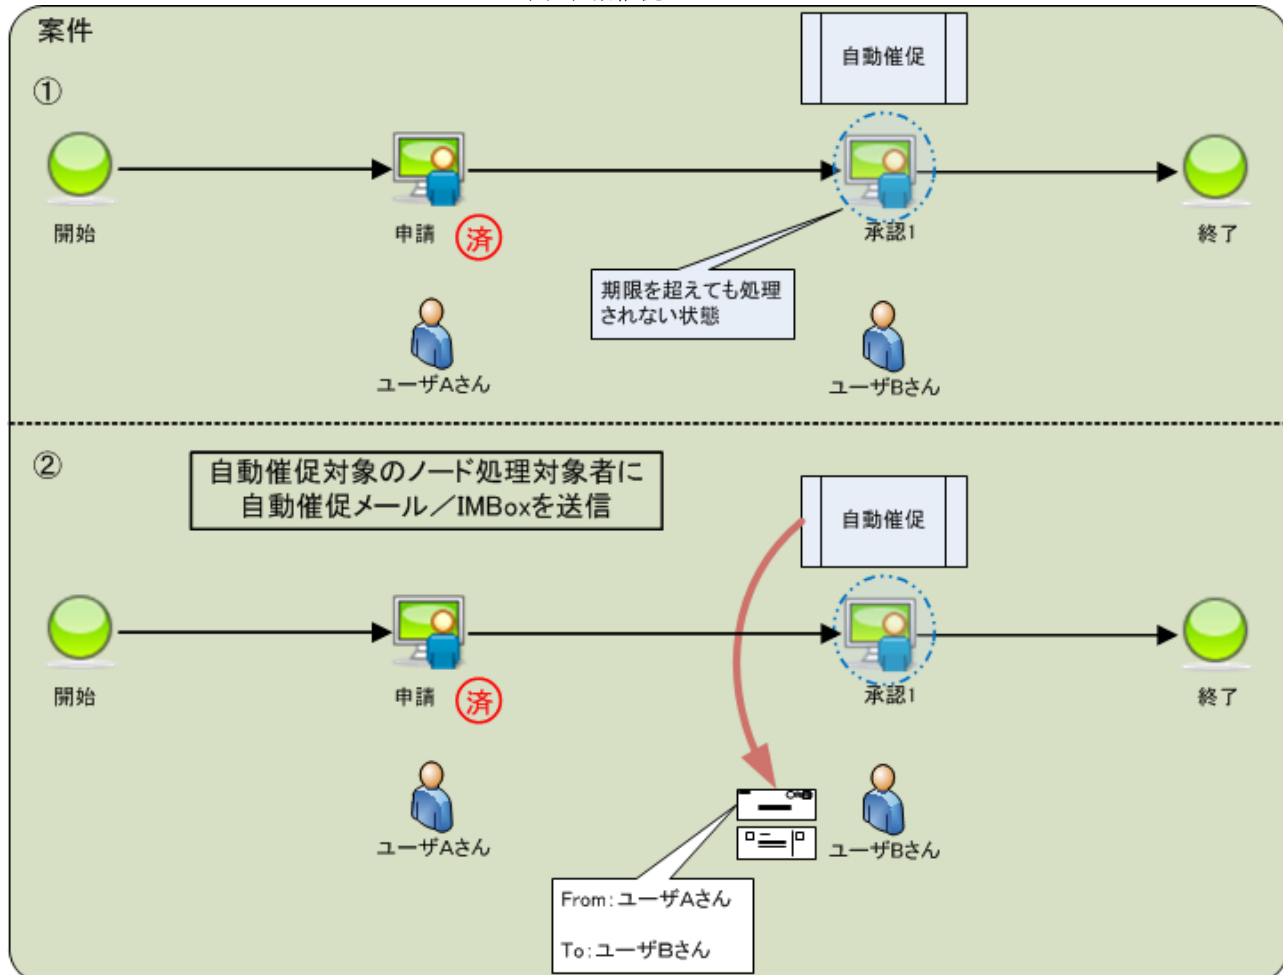 案件
①
自動催促
開始
申請
済
承認1
終了
期限を超えても処理
されない状態
ユーザAさん
ユーザBさん
②
自動催促対象のノード処理対象者に
自動催促メール／IMBoxを送信
自動催促
開始
申請
済
承認1
終了
ユーザAさん
ユーザBさん
From：ユーザAさん
To：ユーザBさん